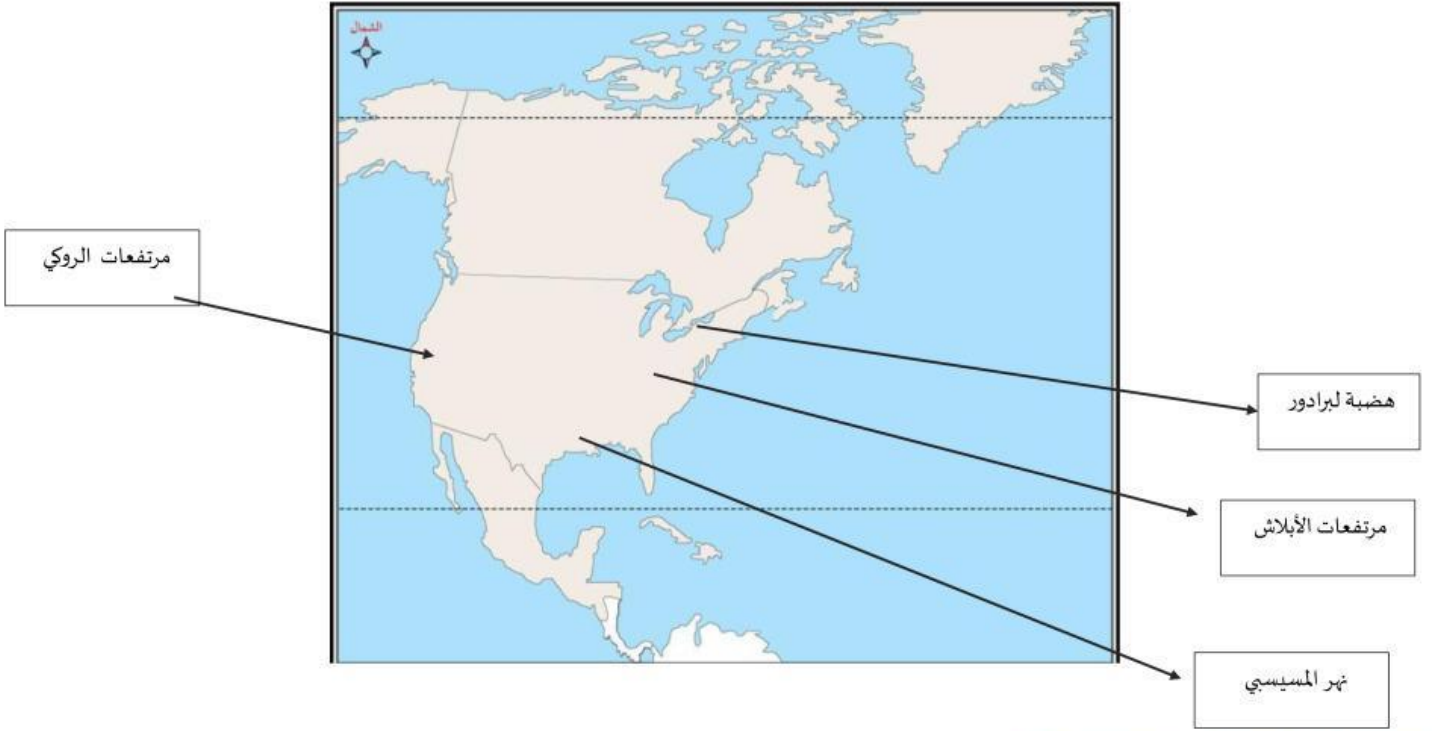 الشمال
مرتفعات الروكي
هضبة لبرادور
مرتفعات الأبلاش
نهر المسيسبي